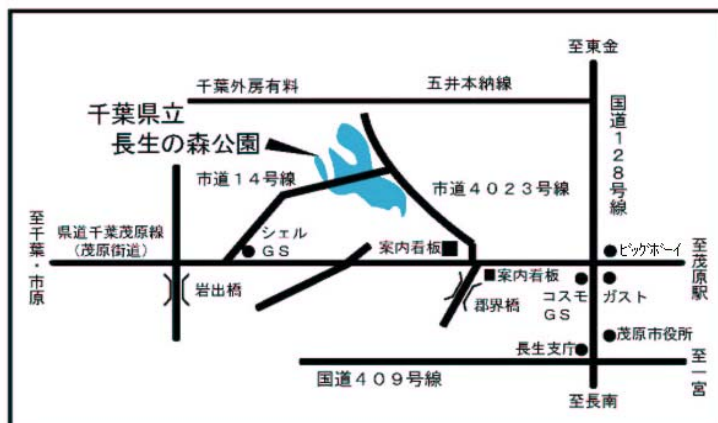 至東金
千葉外房有料
五井本納線
千葉県立
長生の森公園
国道128号線
市道14号線
市道4023号線
至千葉・市原
県道千葉茂原線
(茂原街道)
シェル
GS
案内看板
ビッグボーイ
至茂原駅
岩出橋
案内看板
郡界橋
コスモ
GS
ガスト
茂原市役所
長生支庁
至一宮
国道409号線
至長南